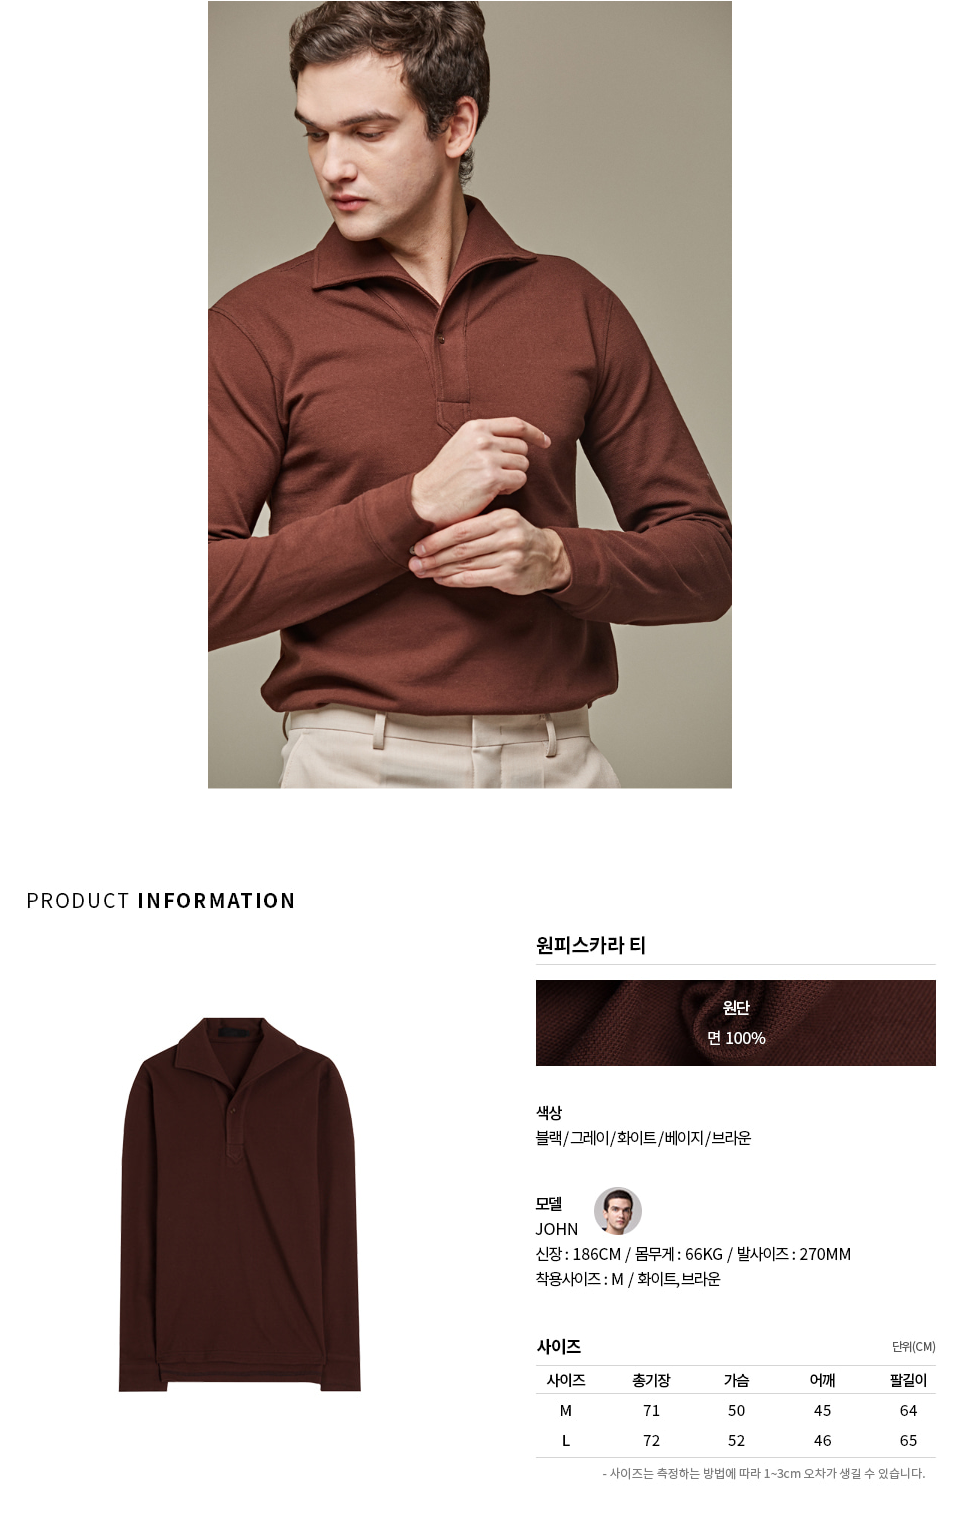 PRODUCT INFORMATION
원피스카라 티
원단
면 100%
색상
블랙/그레이/화이트/베이지/브라운
모델
JOHN
신장 : 186CM / 몸무게 : 66KG / 발사이즈 : 270MM
착용사이즈 : M / 화이트,브라운
사이즈 단위(CM)
사이즈 총기장 가슴 어깨 팔길이
M 71 50 45 64
L 72 52 46 65
- 사이즈는 측정하는 방법에 따라 1~3cm 오차가 생길 수 있습니다.